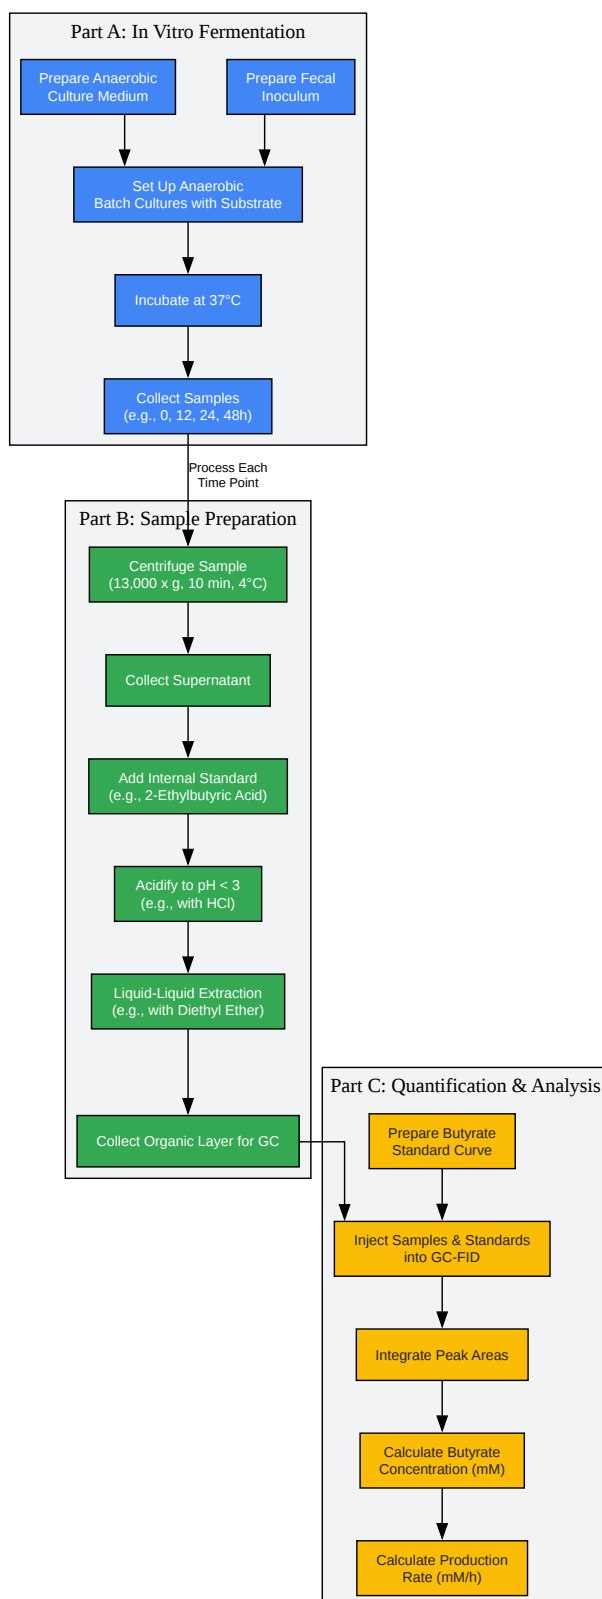 Part A: In Vitro Fermentation
Prepare Anaerobic
Culture Medium
Prepare Fecal
Inoculum
Set Up Anaerobic
Batch Cultures with Substrate
Incubate at 37°C
Collect Samples
(e.g., 0, 12, 24, 48h)
Process Each
Time Point
Part B: Sample Preparation
Centrifuge Sample
(13,000 x g, 10 min, 4°C)
Collect Supernatant
Add Internal Standard
(e.g., 2-Ethylbutyric Acid)
Acidify to pH < 3
(e.g., with HCl)
Liquid-Liquid Extraction
(e.g., with Diethyl Ether)
Collect Organic Layer for GC
Part C: Quantification & Analysis
Prepare Butyrate
Standard Curve
Inject Samples & Standards
into GC-FID
Integrate Peak Areas
Calculate Butyrate
Concentration (mM)
Calculate Production
Rate (mM/h)